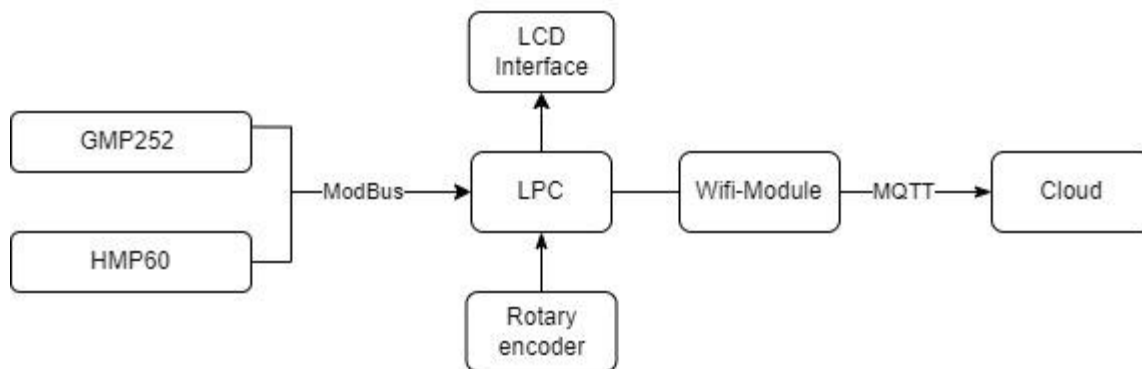 LCD
Interface
GMP252
ModBus
LPC
Wifi-Module
MQTT
Cloud
HMP60
Rotary
encoder